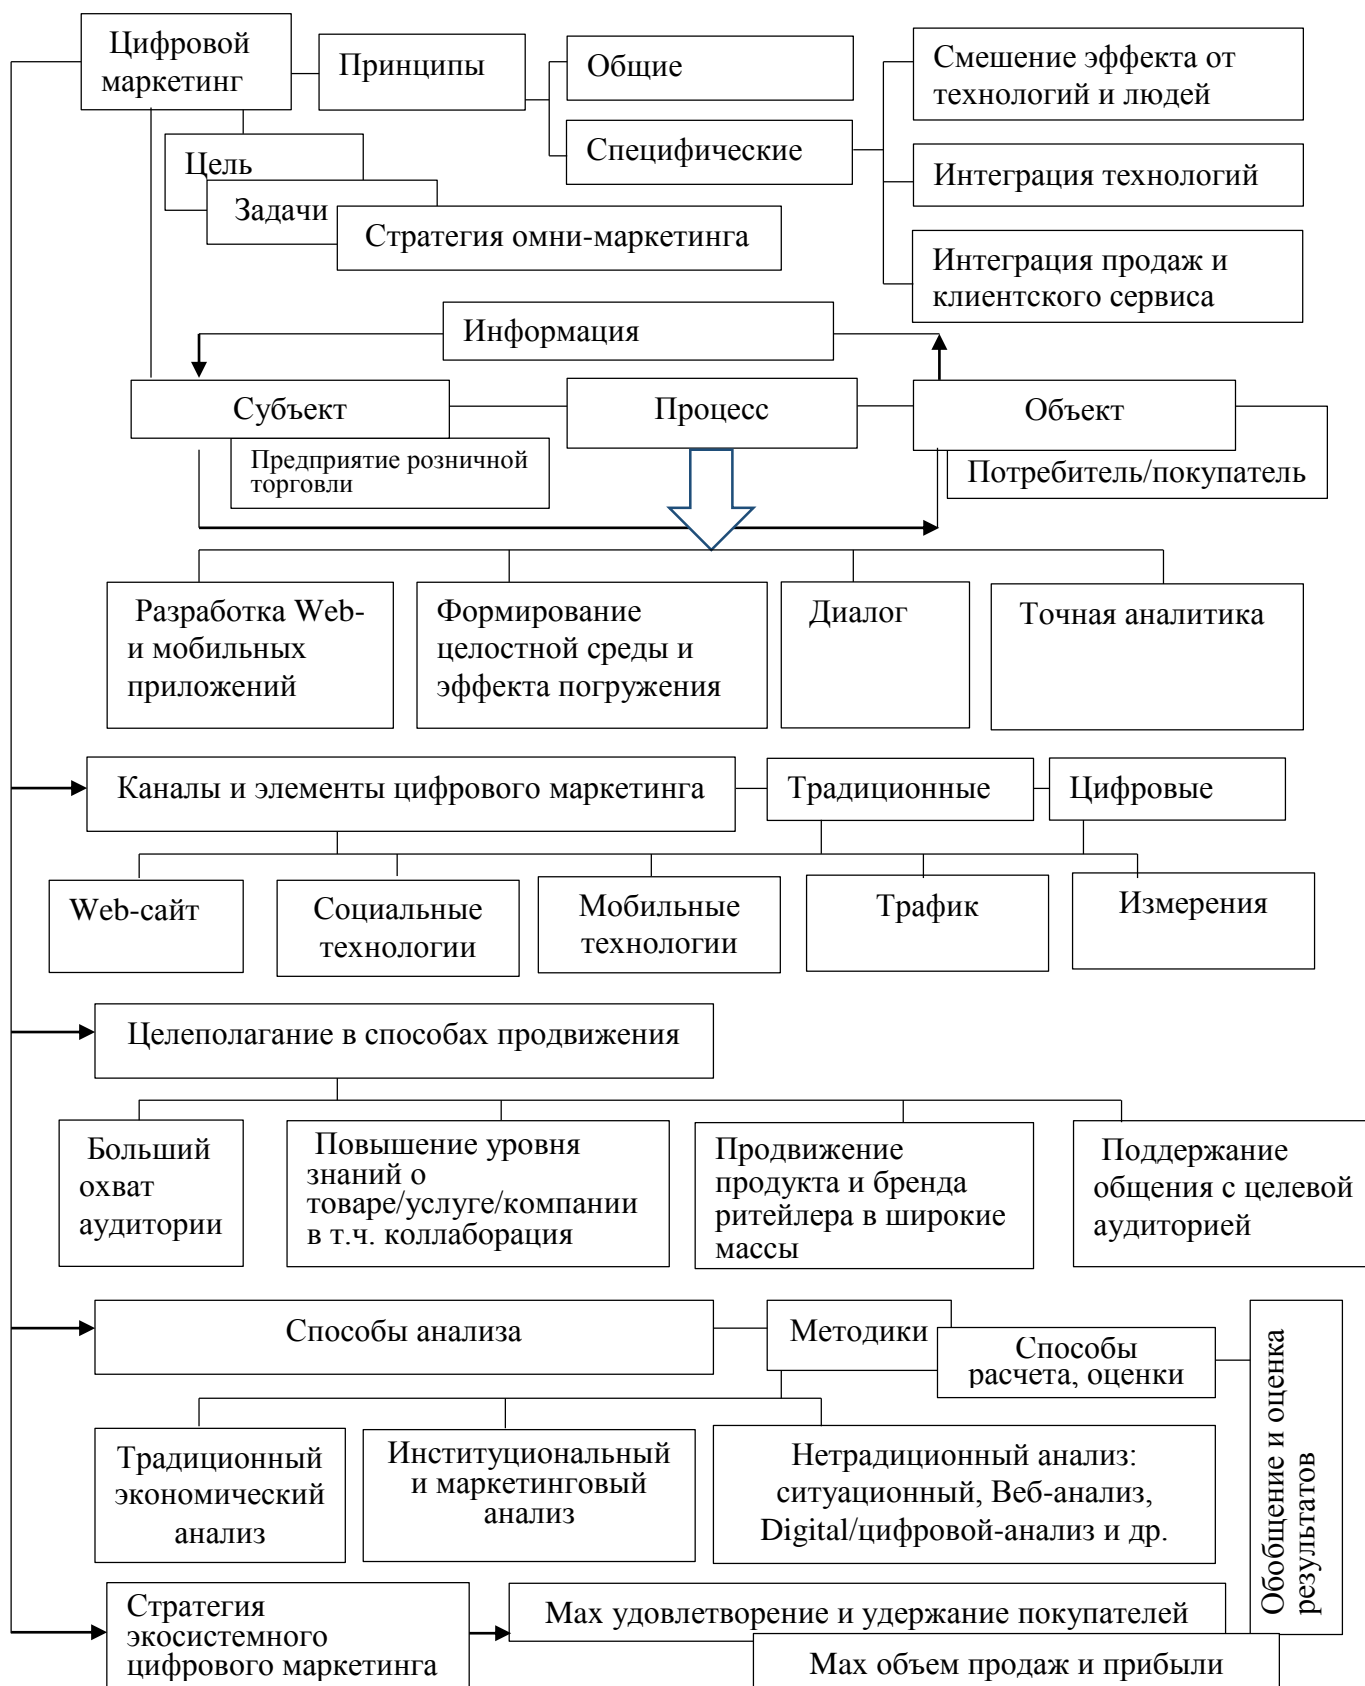 Цифровой
маркетинг
Принципы
Общие
Специфические
Смешение эффекта от
технологий и людей
Интеграция технологий
Интеграция продаж и
клиентского сервиса
Цель
Задачи
Стратегия омни-маркетинга
Информация
Субъект
Процесс
Объект
Предприятие розничной
торговли
Потребитель/покупатель
Разработка Web-
и мобильных
приложений
Формирование
целостной среды и
эффекта погружения
Диалог
Точная аналитика
Каналы и элементы цифрового маркетинга
Традиционные
Цифровые
Web-сайт
Социальные
технологии
Мобильные
технологии
Трафик
Измерения
Целеполагание в способах продвижения
Больший
охват
аудитории
Повышение уровня
знаний о
товаре/услуге/компании
в т.ч. коллаборация
Продвижение
продукта и бренда
ритейлера в широкие
массы
Поддержание
общения с целевой
аудиторией
Способы анализа
Методики
Способы
расчета, оценки
Обобщение и оценка
результатов
Традиционный
экономический
анализ
Институциональный
и маркетинговый
анализ
Нетрадиционный анализ:
ситуационный, Веб-анализ,
Digital/цифровой-анализ и др.
Стратегия
экосистемного
цифрового маркетинга
Мах удовлетворение и удержание покупателей
Мах объем продаж и прибыли